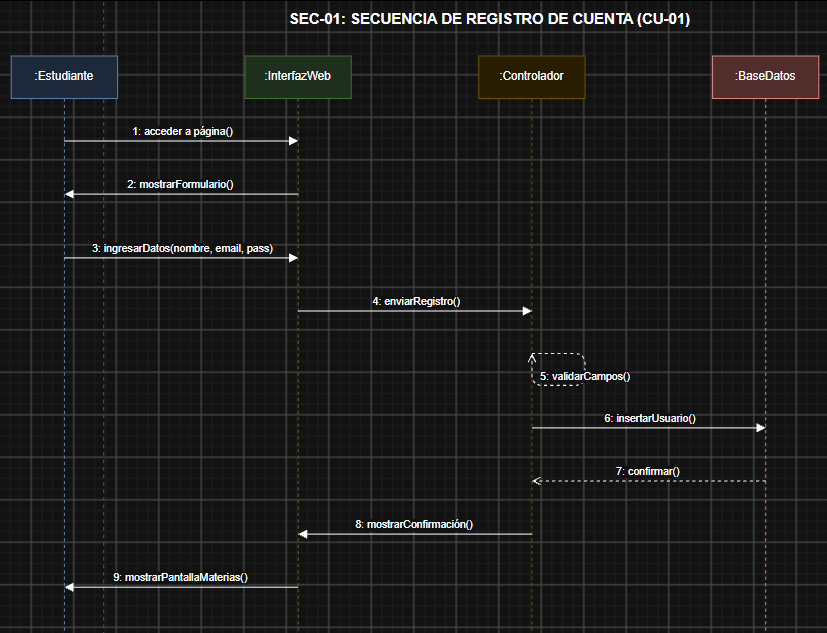 SEC-01: SECUENCIA DE REGISTRO DE CUENTA (CU-01)
:Estudiante
:InterfazWeb
:Controlador
:BaseDatos
1: acceder a página()
2: mostrarFormulario()
3: ingresarDatos(nombre, email, pass)
4: enviarRegistro()
5: validarCampos()
6: insertarUsuario()
7: confirmar()
8: mostrarConfirmación()
9: mostrarPantallaMaterias()